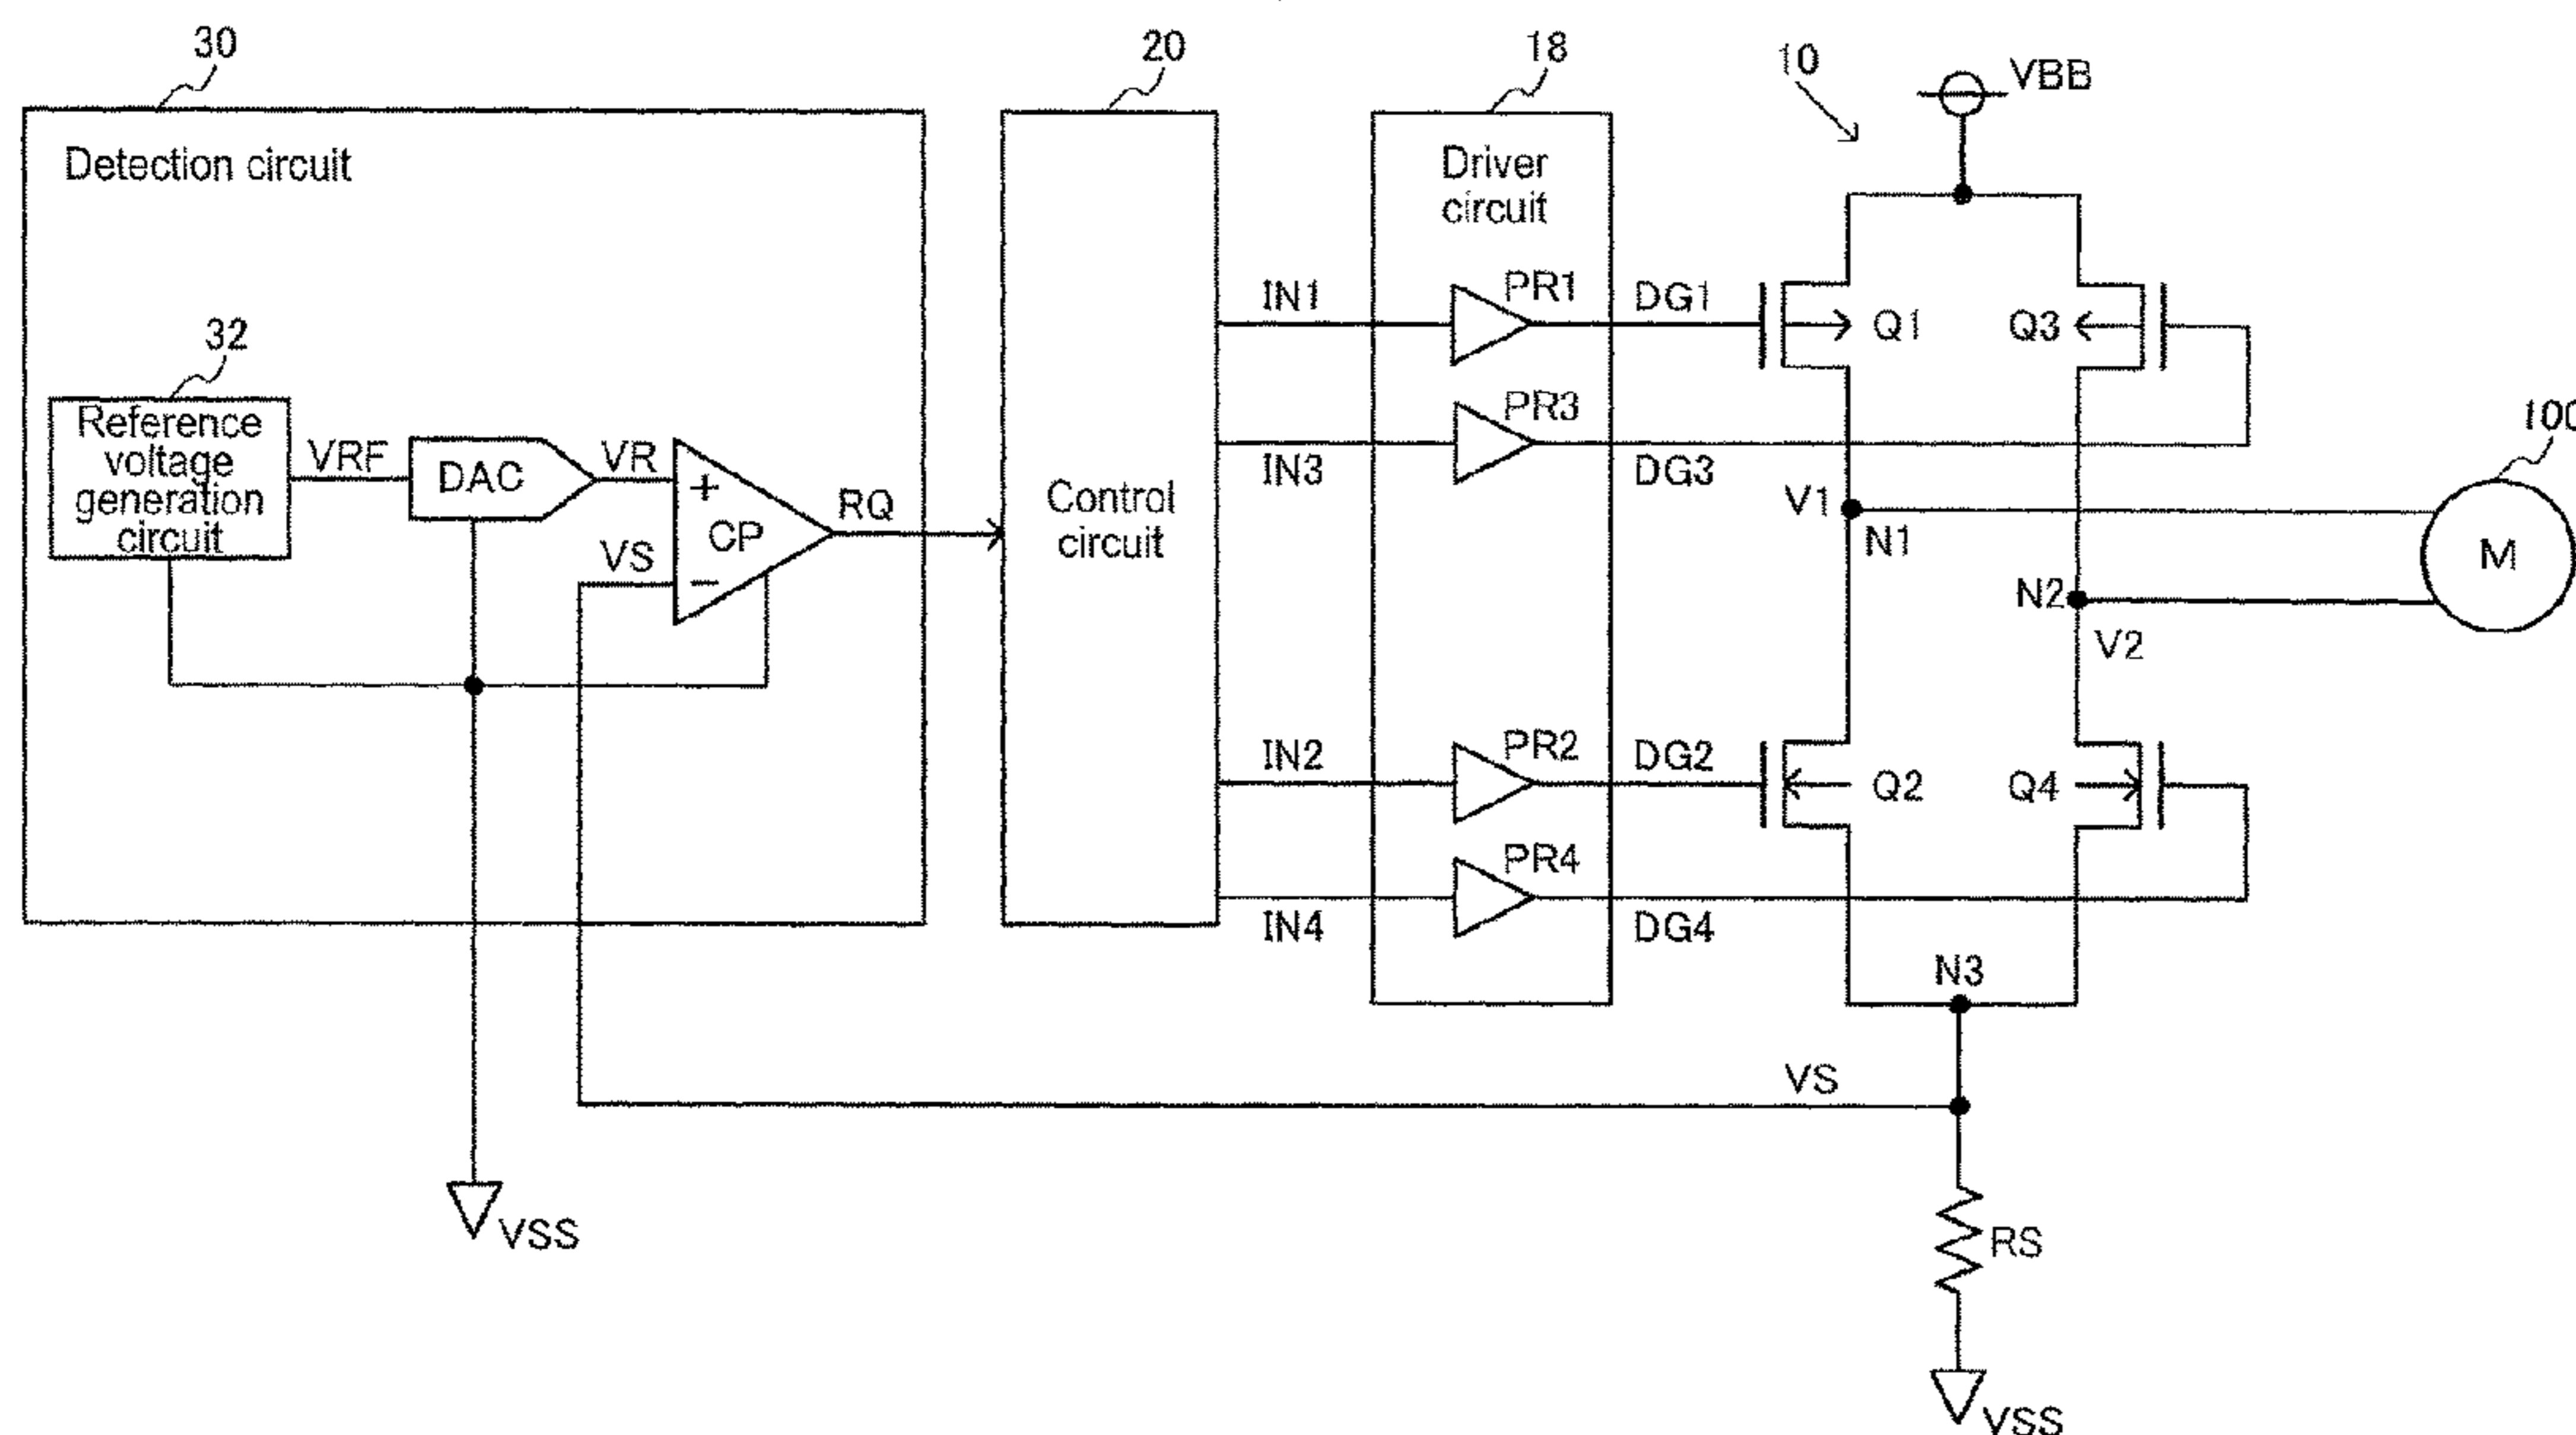 30
20
18
10
VBB
Detection circuit
Driver
circuit
IN1
PR1
DG1
Q1
Q3
32
Reference
voltage
generation
circuit
VRF
DAC
VR
+
CP
RQ
VS
−
Control
circuit
IN3
PR3
DG3
100
V1
N1
M
N2
V2
IN2
PR2
DG2
Q2
Q4
IN4
PR4
DG4
N3
VS
VSS
RS
VSS